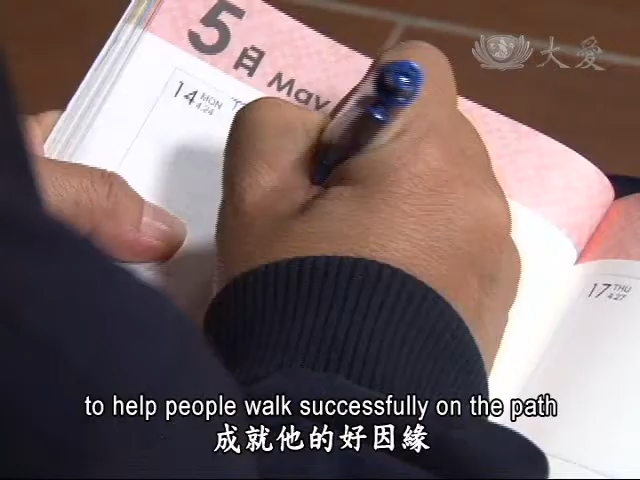 5月 May
大愛
14 MON
4.24
17 THU
4.27
to help people walk successfully on the path
成就他的好因緣